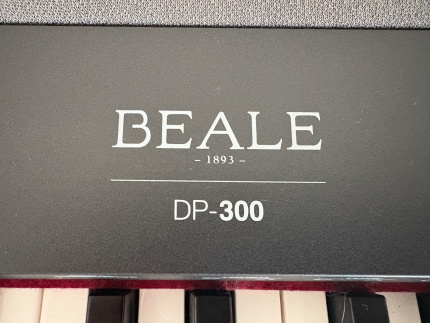 BEALE
– 1893 –
DP-300